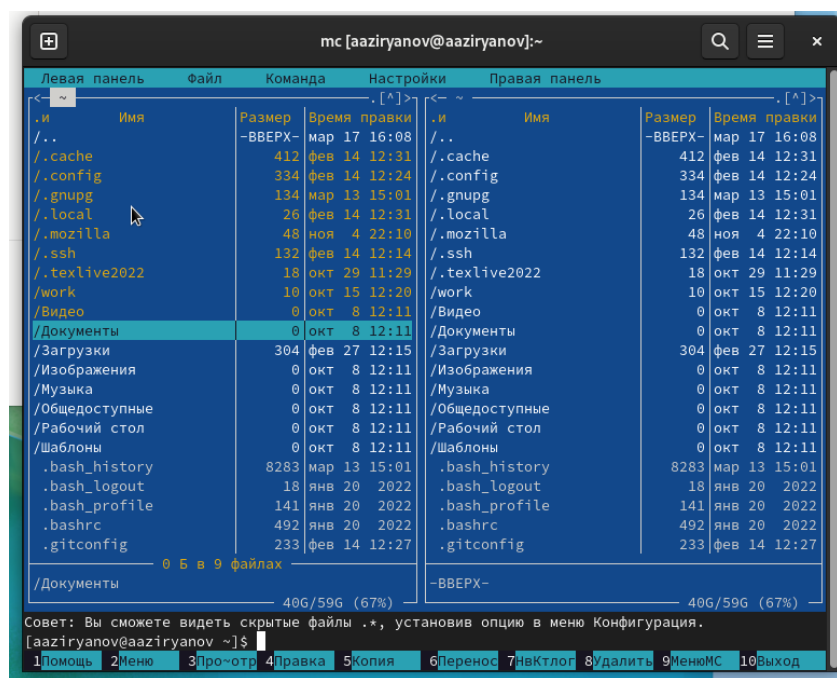 mc [aaziryanov@aaziryanov]:~
Левая панель Файл Команда Настройки Правая панель
<— ~ .[^]> <— ~ .[^]>
.и Имя Размер Время правки .и Имя Размер Время правки
/.. -ВВЕРХ- мар 17 16:08 /.. -ВВЕРХ- мар 17 16:08
/.cache 412 фев 14 12:31 /.cache 412 фев 14 12:31
/.config 334 фев 14 12:24 /.config 334 фев 14 12:24
/.gnupg 134 мар 13 15:01 /.gnupg 134 мар 13 15:01
/.local 26 фев 14 12:31 /.local 26 фев 14 12:31
/.mozilla 48 ноя 4 22:10 /.mozilla 48 ноя 4 22:10
/.ssh 132 фев 14 12:14 /.ssh 132 фев 14 12:14
/.texlive2022 18 окт 29 11:29 /.texlive2022 18 окт 29 11:29
/work 10 окт 15 12:20 /work 10 окт 15 12:20
/Видео 0 окт 8 12:11 /Видео 0 окт 8 12:11
/Документы 0 окт 8 12:11 /Документы 0 окт 8 12:11
/Загрузки 304 фев 27 12:15 /Загрузки 304 фев 27 12:15
/Изображения 0 окт 8 12:11 /Изображения 0 окт 8 12:11
/Музыка 0 окт 8 12:11 /Музыка 0 окт 8 12:11
/Общедоступные 0 окт 8 12:11 /Общедоступные 0 окт 8 12:11
/Рабочий стол 0 окт 8 12:11 /Рабочий стол 0 окт 8 12:11
/Шаблоны 0 окт 8 12:11 /Шаблоны 0 окт 8 12:11
.bash_history 8283 мар 13 15:01 .bash_history 8283 мар 13 15:01
.bash_logout 18 янв 20 2022 .bash_logout 18 янв 20 2022
.bash_profile 141 янв 20 2022 .bash_profile 141 янв 20 2022
.bashrc 492 янв 20 2022 .bashrc 492 янв 20 2022
.gitconfig 233 фев 14 12:27 .gitconfig 233 фев 14 12:27
0 Б в 9 файлах
/Документы -ВВЕРХ-
40G/59G (67%) 40G/59G (67%)
Совет: Вы сможете видеть скрытые файлы .*, установив опцию в меню Конфигурация.
[aaziryanov@aaziryanov ~]$
1Помощь 2Меню 3Про~отр 4Правка 5Копия 6Перенос 7НвКтлог 8Удалить 9МенюMC 10Выход